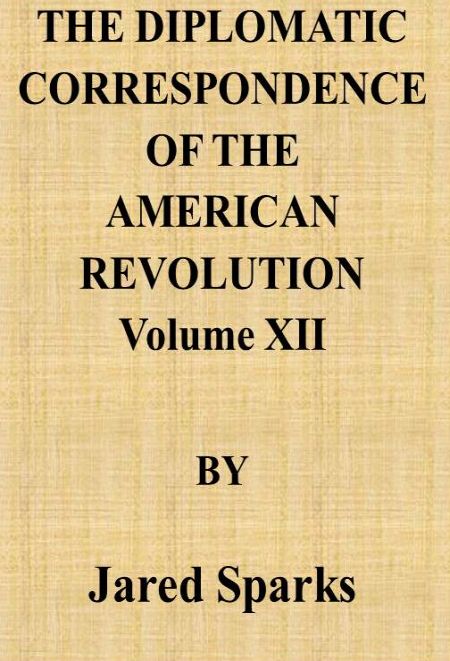 THE DIPLOMATIC
CORRESPONDENCE
OF THE
AMERICAN
REVOLUTION
Volume XII
BY
Jared Sparks